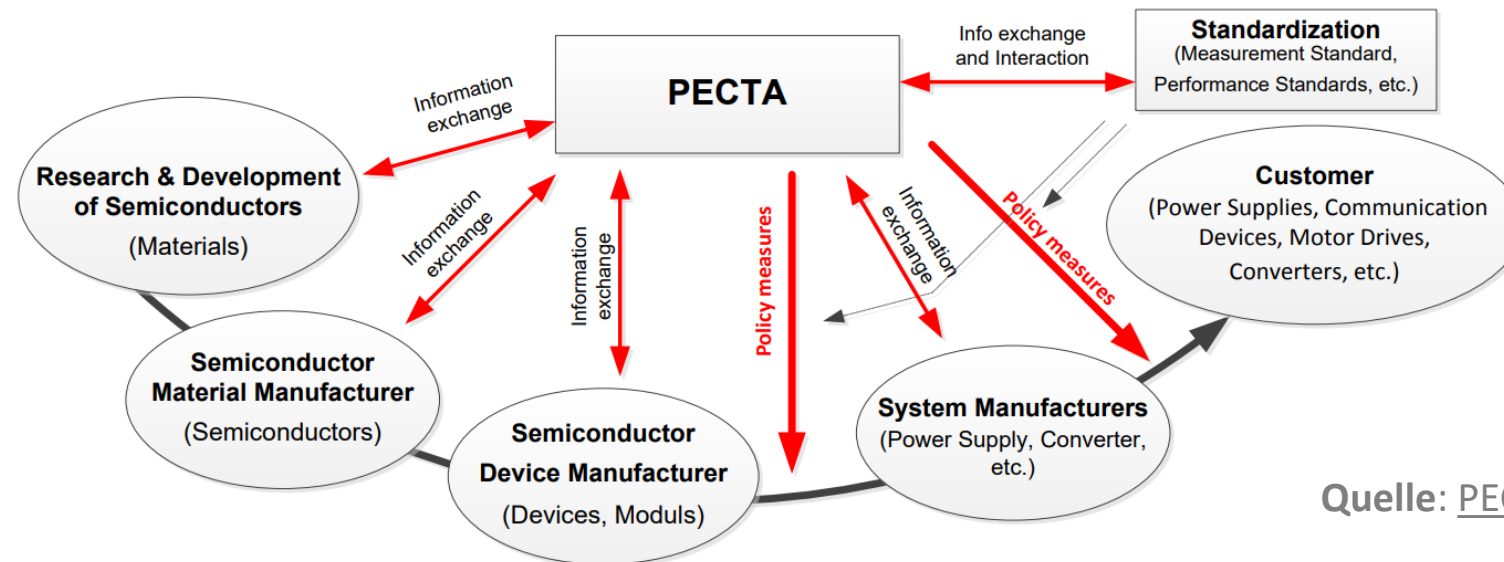 Info exchange
and Interaction
Standardization
(Measurement Standard,
Performance Standards, etc.)
PECTA
Information
exchange
Research & Development
of Semiconductors
(Materials)
Information
exchange
Information
exchange
Policy measures
Information
exchange
Policy measures
Customer
(Power Supplies, Communication
Devices, Motor Drives,
Converters, etc.)
Semiconductor
Material Manufacturer
(Semiconductors)
Semiconductor
Device Manufacturer
(Devices, Moduls)
System Manufacturers
(Power Supply, Converter,
etc.)
Quelle: